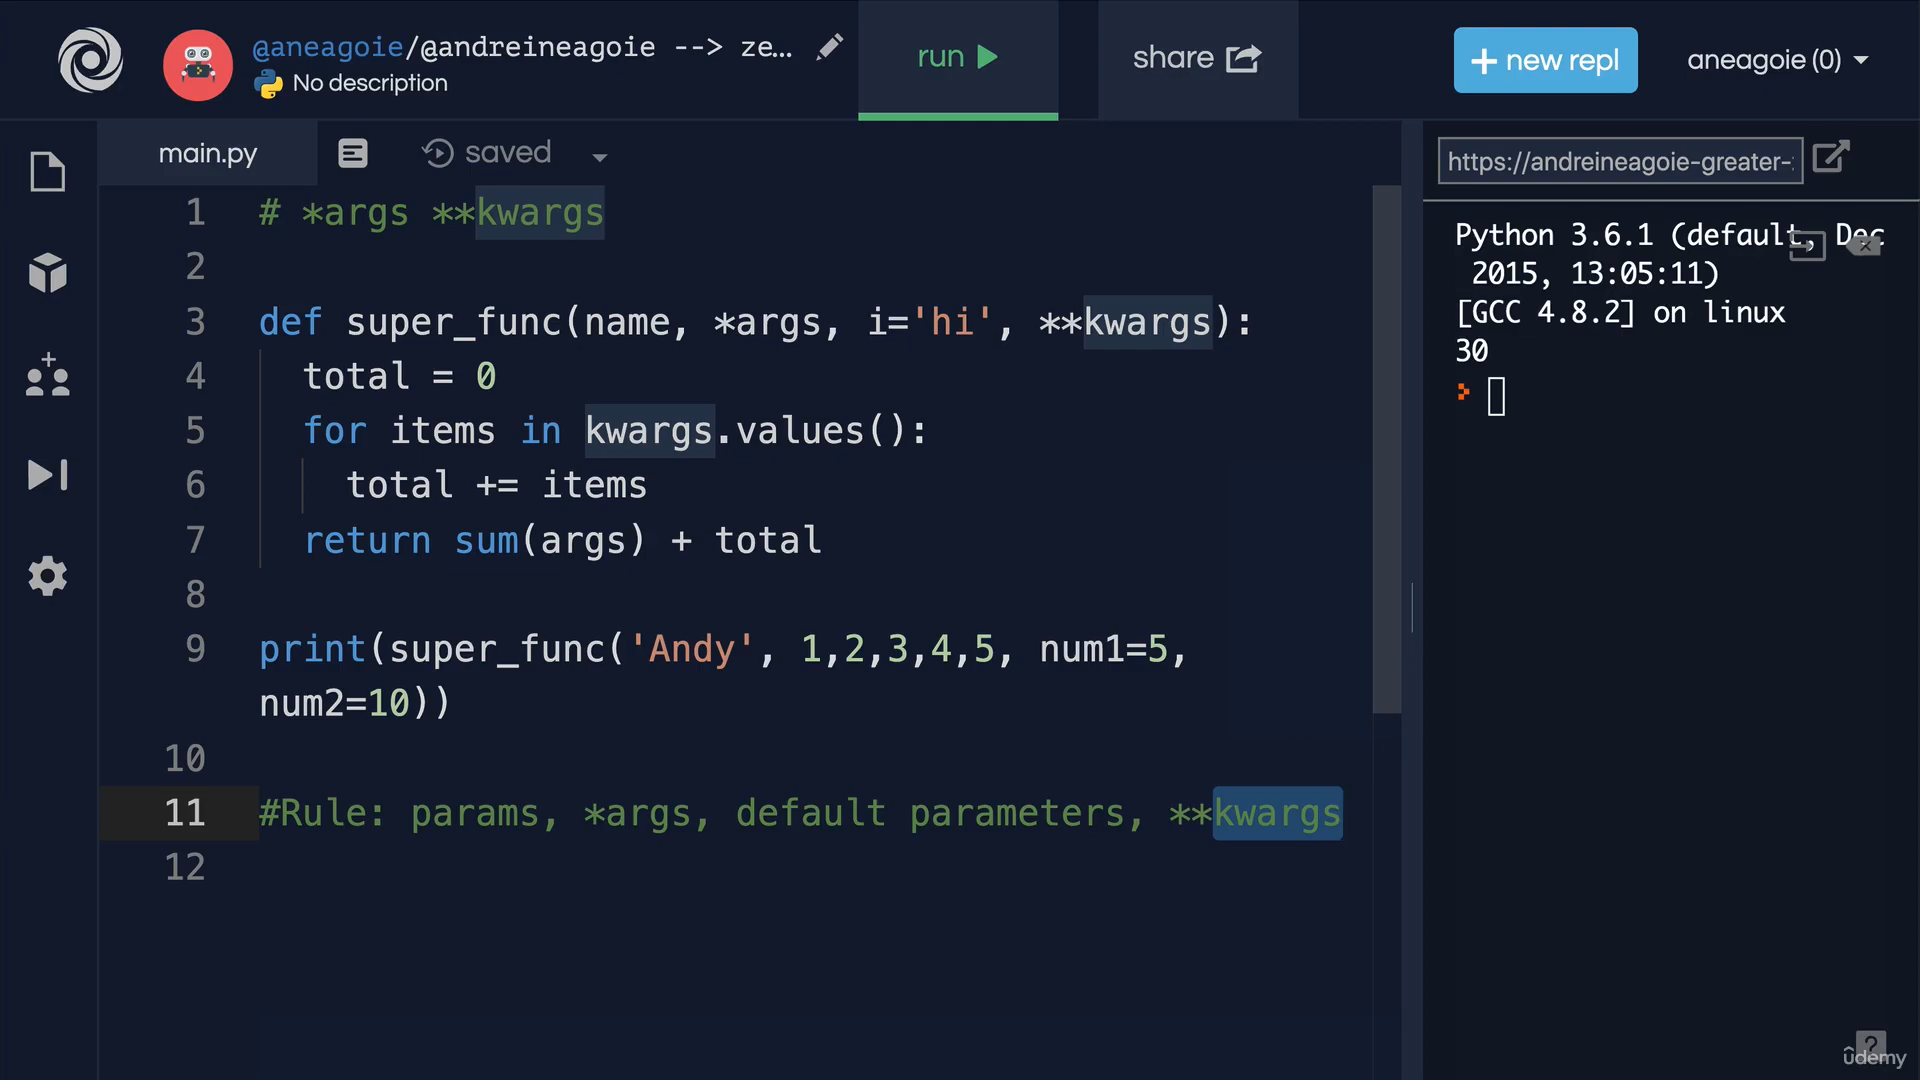 @aneagoie/@andreineagoie --> ze...
No description
run
share
+ new repl
aneagoie (0)
main.py
saved
https://andreineagoie-greater-
1 # *args **kwargs
2
3 def super_func(name, *args, i='hi', **kwargs):
4 total = 0
5 for items in kwargs.values():
6 total += items
7 return sum(args) + total
8
9 print(super_func('Andy', 1,2,3,4,5, num1=5,
num2=10))
10
11 #Rule: params, *args, default parameters, **kwargs
12
Python 3.6.1 (default, Dec
2015, 13:05:11)
[GCC 4.8.2] on linux
30
?
ûdemy